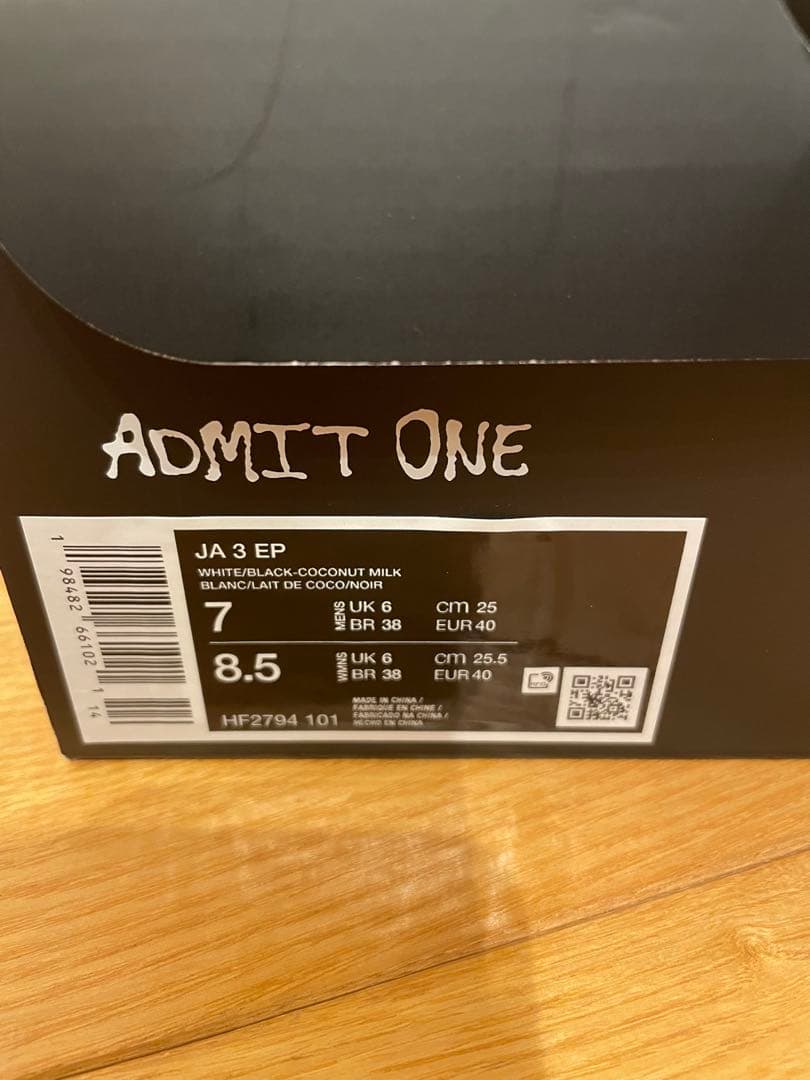 ADMIT ONE
JA 3 EP
WHITE/BLACK-COCONUT MILK
BLANC/LAIT DE COCO/NOIR
7 MENS UK 6 cm 25
BR 38 EUR 40
8.5 WMNS UK 6 cm 25.5
BR 38 EUR 40
HF2794 101
MADE IN CHINA /
FABRIQUE EN CHINE /
FABRICADO NA CHINA /
HECHO EN CHINA
1 98482 66102 1 14